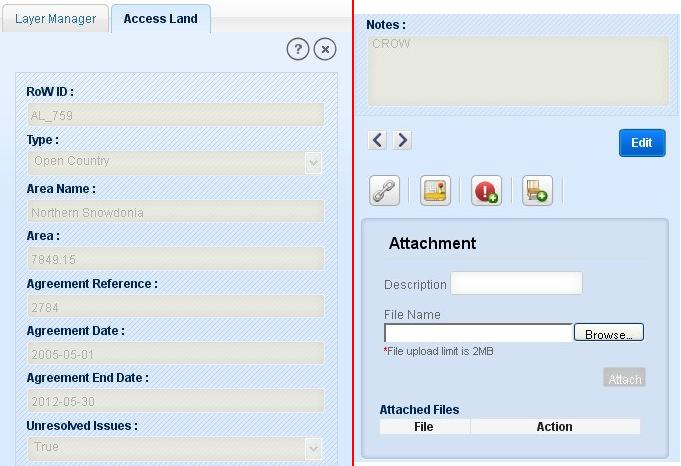 Layer Manager
Access Land
?
RoW ID :
AL_759
Type :
Open Country
Area Name :
Northern Snowdonia
Area :
7849.15
Agreement Reference :
2784
Agreement Date :
2005-05-01
Agreement End Date :
2012-05-30
Unresolved Issues :
True
Notes :
CROW
Edit
Attachment
Description
File Name
Browse...
*File upload limit is 2MB
Attach
Attached Files
File Action